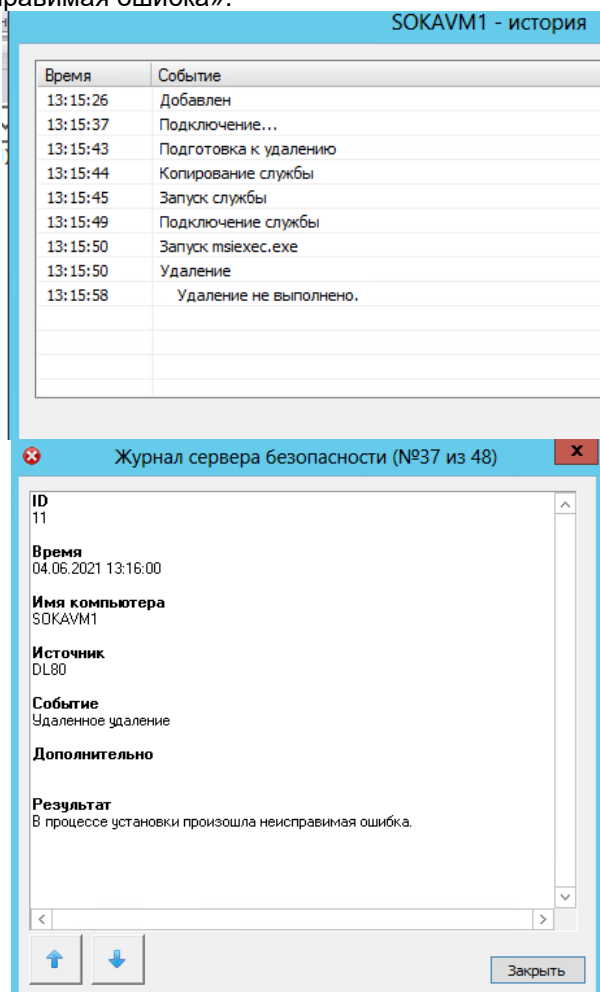 правимая ошибка».
SOKAVM1 - история
Время Событие
13:15:26 Добавлен
13:15:37 Подключение...
13:15:43 Подготовка к удалению
13:15:44 Копирование службы
13:15:45 Запуск службы
13:15:49 Подключение службы
13:15:50 Запуск msiexec.exe
13:15:50 Удаление
13:15:58 Удаление не выполнено.
Журнал сервера безопасности (№37 из 48)
ID
11
Время
04.06.2021 13:16:00
Имя компьютера
SOKAVM1
Источник
DL80
Событие
Удаленное удаление
Дополнительно
Результат
В процессе установки произошла неисправимая ошибка.
Закрыть